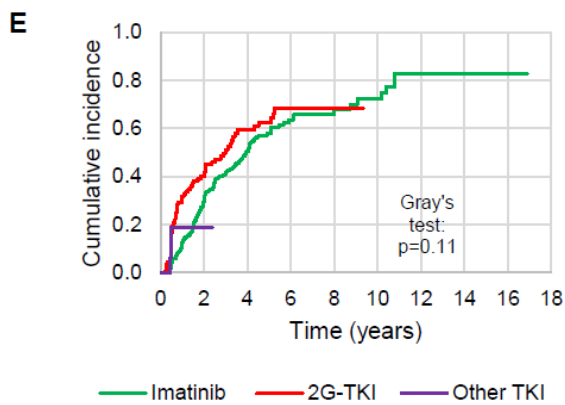 E
Cumulative incidence
1.0
0.8
0.6
0.4
0.2
0.0
Gray's
test:
p=0.11
0 2 4 6 8 10 12 14 16 18
Time (years)
Imatinib 2G-TKI Other TKI